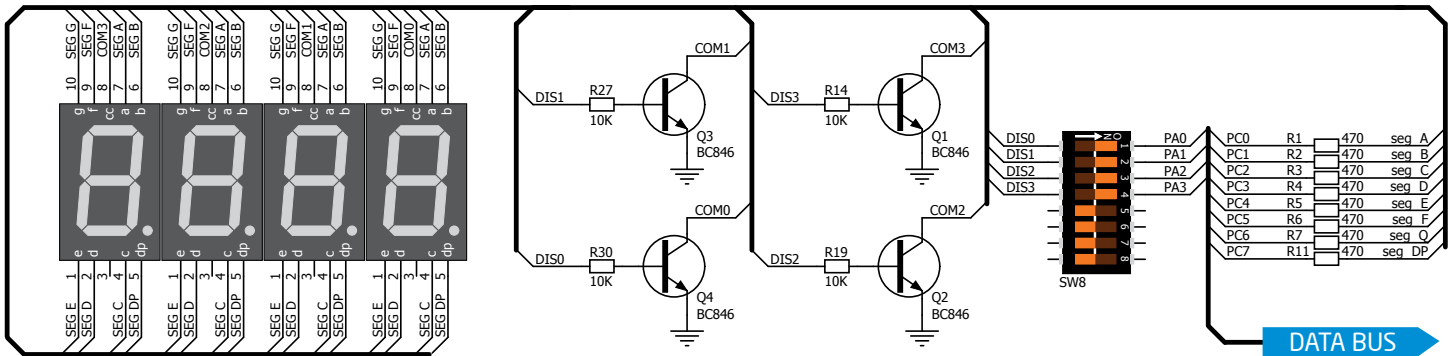 SEG G SEG F COM3 SEG A SEG B
10 9 8 7 6
g f cc a b
e d c dp
1 2 3 4 5
SEG E SEG D SEG C SEG DP
SEG G SEG F COM2 SEG A SEG B
10 9 8 7 6
g f cc a b
e d c dp
1 2 3 4 5
SEG E SEG D SEG C SEG DP
SEG G SEG F COM1 SEG A SEG B
10 9 8 7 6
g f cc a b
e d c dp
1 2 3 4 5
SEG E SEG D SEG C SEG DP
SEG G SEG F COM0 SEG A SEG B
10 9 8 7 6
g f cc a b
e d c dp
1 2 3 4 5
SEG E SEG D SEG C SEG DP
COM1
DIS1 R27
10K
Q3
BC846
COM0
DIS0 R30
10K
Q4
BC846
COM3
DIS3 R14
10K
Q1
BC846
COM2
DIS2 R19
10K
Q2
BC846
ON
DIS0 1 PA0
DIS1 2 PA1
DIS2 3 PA2
DIS3 4 PA3
5
6
7
8
SW8
PC0 R1 470 seg A
PC1 R2 470 seg B
PC2 R3 470 seg C
PC3 R4 470 seg D
PC4 R5 470 seg E
PC5 R6 470 seg F
PC6 R7 470 seg Q
PC7 R11 470 seg DP
DATA BUS